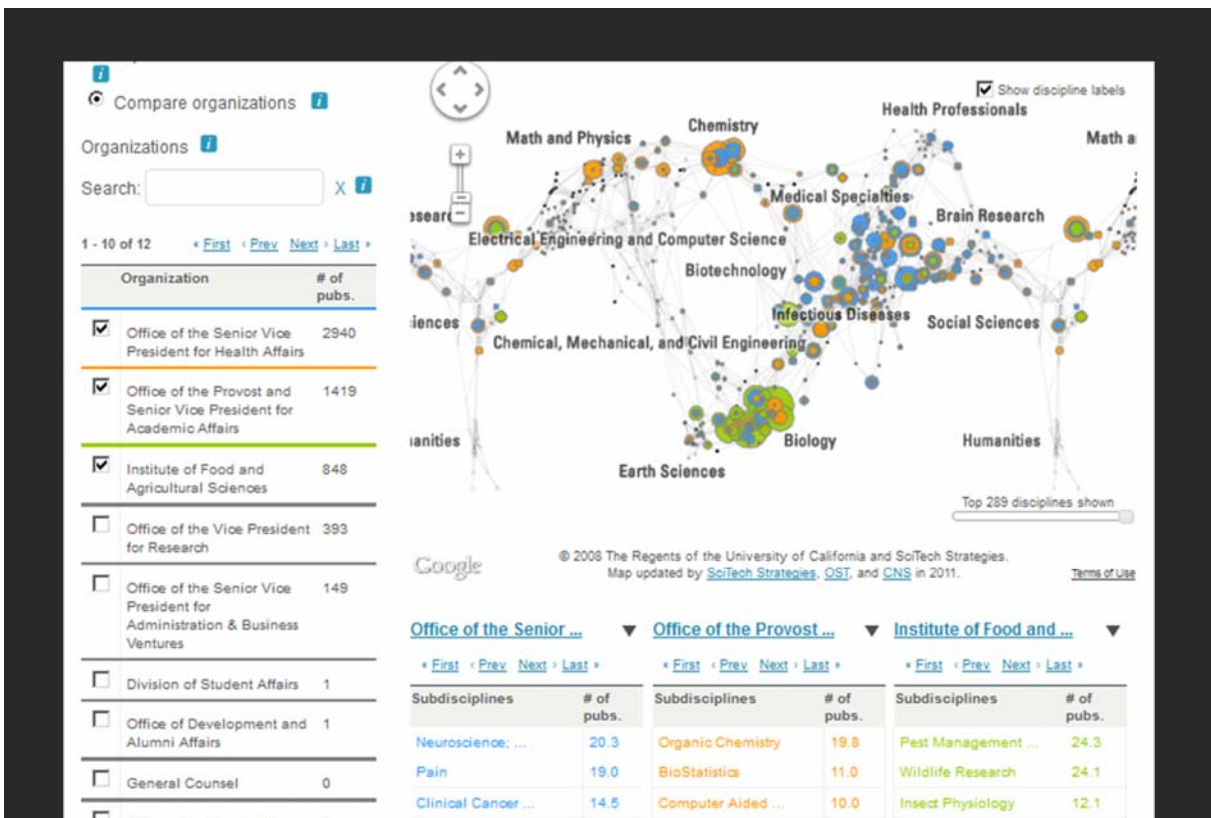 Compare organizations
Organizations
Search:
X
1 - 10 of 12 « First ‹ Prev Next › Last »
Organization # of
pubs.
Office of the Senior Vice 2940
President for Health Affairs
Office of the Provost and 1419
Senior Vice President for
Academic Affairs
Institute of Food and 848
Agricultural Sciences
Office of the Vice President 393
for Research
Office of the Senior Vice 149
President for
Administration & Business
Ventures
Division of Student Affairs 1
Office of Development and 1
Alumni Affairs
General Counsel 0
Show discipline labels
Health Professionals
Chemistry
Math and Physics
Math a
Medical Specialties
esearc
Brain Research
Electrical Engineering and Computer Science
Biotechnology
Infectious Diseases
iences
Social Sciences
Chemical, Mechanical, and Civil Engineering
anities
Biology
Humanities
Earth Sciences
Top 289 disciplines shown
Google
© 2008 The Regents of the University of California and SciTech Strategies.
Map updated by SciTech Strategies, OST, and CNS in 2011.
Terms of Use
Office of the Senior ... Office of the Provost ... Institute of Food and ...
« First ‹ Prev Next › Last » « First ‹ Prev Next › Last » « First ‹ Prev Next › Last »
Subdisciplines # of Subdisciplines # of Subdisciplines # of
pubs. pubs. pubs.
Neuroscience; ... 20.3 Organic Chemistry 19.8 Pest Management ... 24.3
Pain 19.0 BioStatistics 11.0 Wildlife Research 24.1
Clinical Cancer ... 14.5 Computer Aided ... 10.0 Insect Physiology 12.1